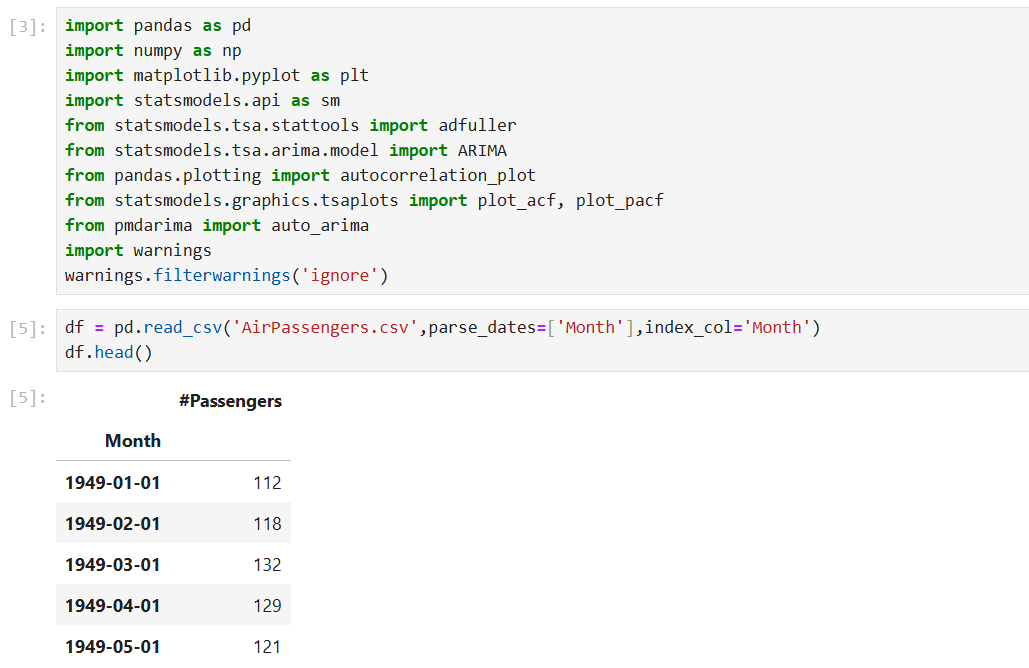 [3]:
import pandas as pd
import numpy as np
import matplotlib.pyplot as plt
import statsmodels.api as sm
from statsmodels.tsa.stattools import adfuller
from statsmodels.tsa.arima.model import ARIMA
from pandas.plotting import autocorrelation_plot
from statsmodels.graphics.tsaplots import plot_acf, plot_pacf
from pmdarima import auto_arima
import warnings
warnings.filterwarnings('ignore')
[5]:
df = pd.read_csv('AirPassengers.csv',parse_dates=['Month'],index_col='Month')
df.head()
[5]:
#Passengers
Month
1949-01-01 112
1949-02-01 118
1949-03-01 132
1949-04-01 129
1949-05-01 121